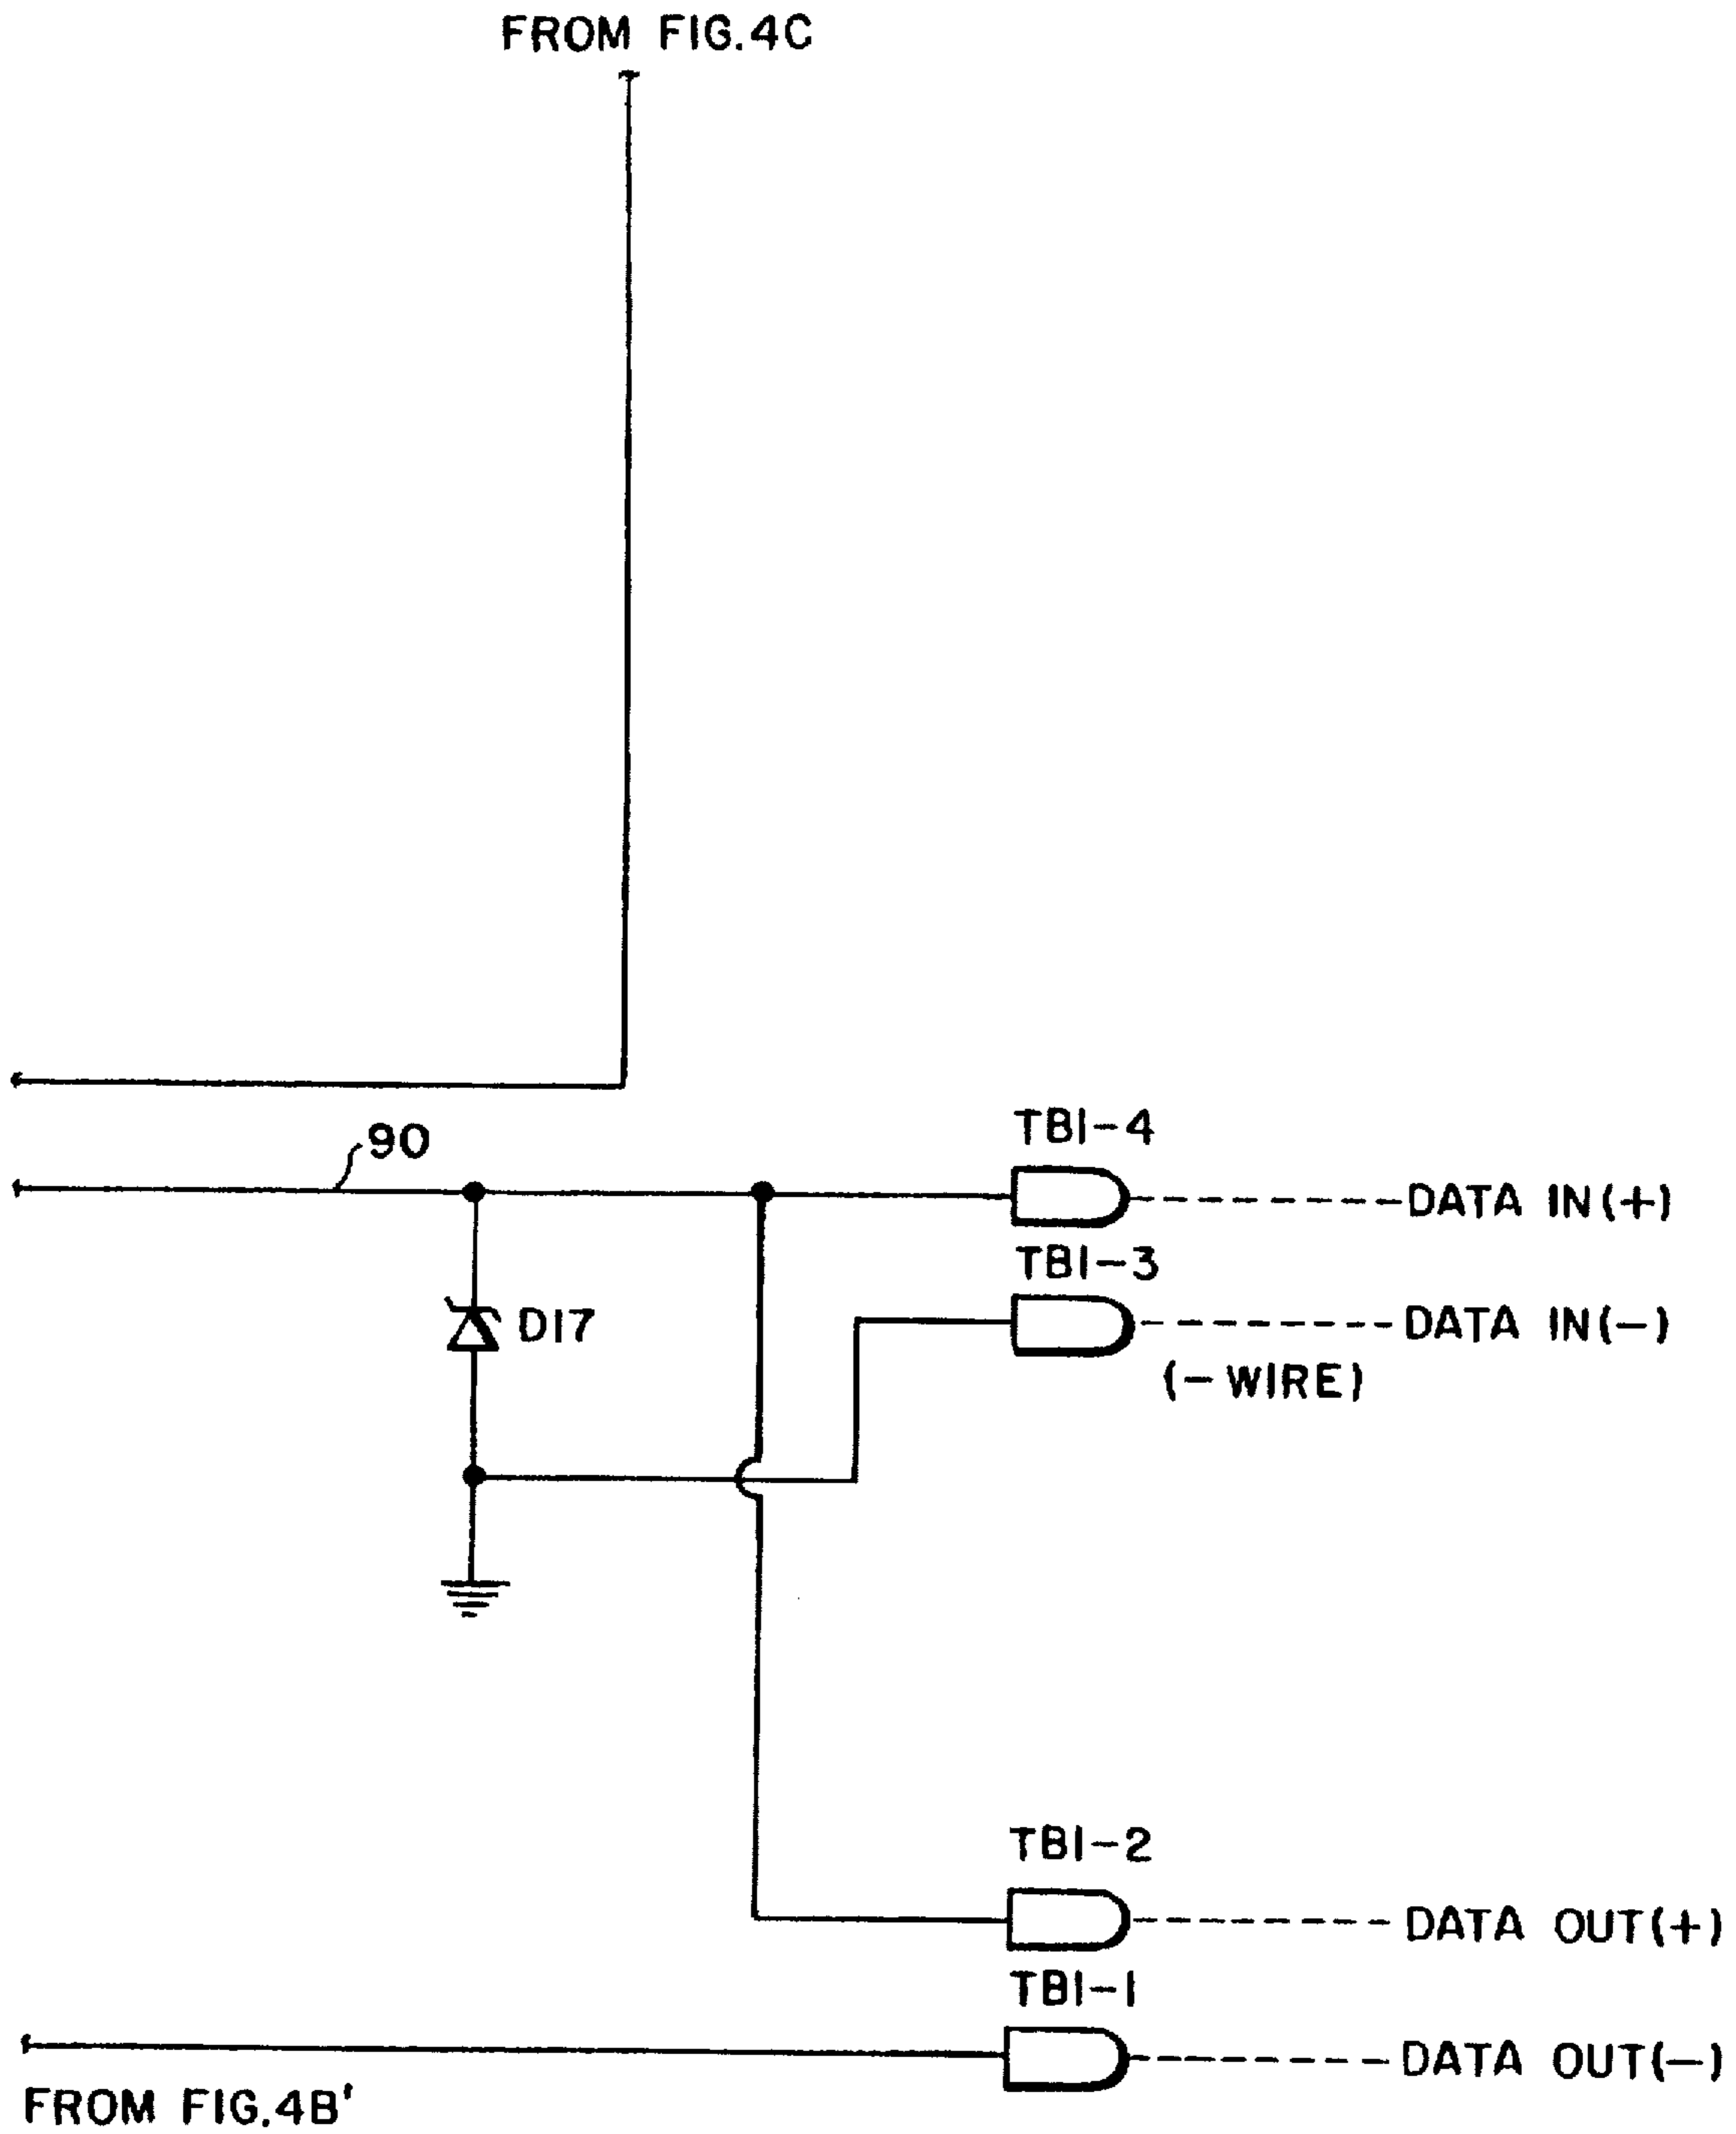 FROM FIG.4C
90
TB1-4
DATA IN(+)
TB1-3
D17
DATA IN(-)
(-WIRE)
TB1-2
DATA OUT(+)
TB1-1
DATA OUT(-)
FROM FIG.4B'